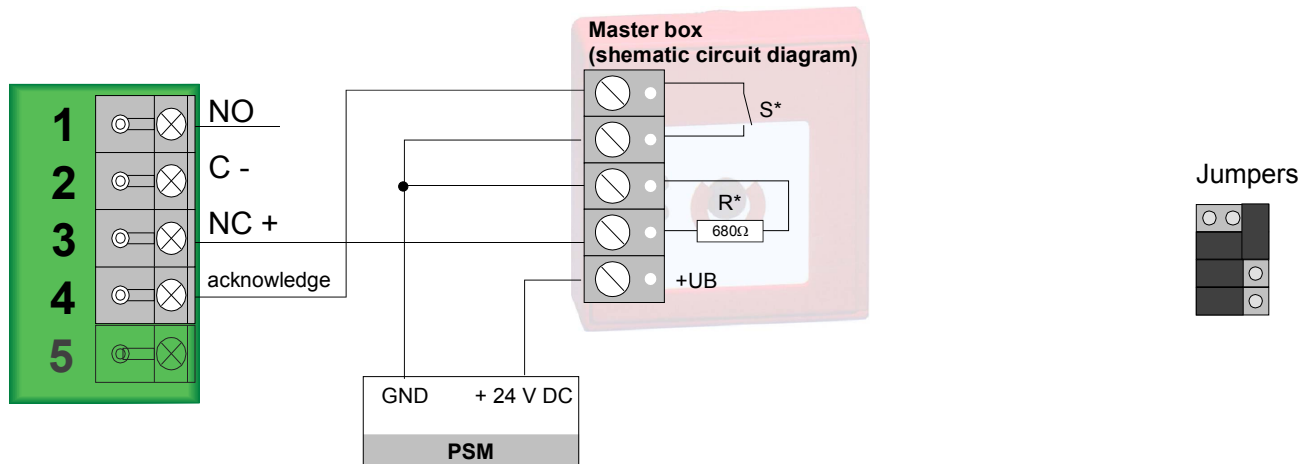 Master box
(shematic circuit diagram)
1
NO
2
C -
3
NC +
4
acknowledge
5
S*
R*
680Ω
+UB
GND
+ 24 V DC
PSM
Jumpers